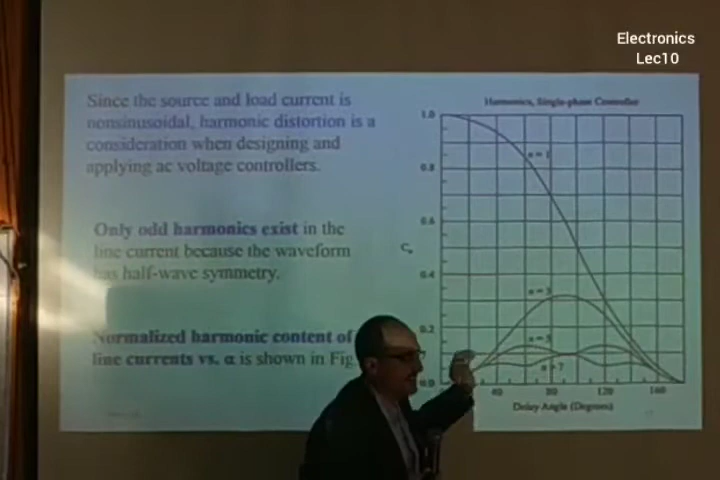 Electronics
Lec10
Since the source and load current is
nonsinusoidal, harmonic distortion is a
consideration when designing and
applying ac voltage controllers.
Only odd harmonics exist in the
line current because the waveform
has half-wave symmetry.
Normalized harmonic content of
line currents vs. α is shown in Fig
Harmonics, Single-phase Controller
1.0
0.8
0.6
0.4
0.2
0.0
Cₙ
n = 1
n = 3
n = 5
n = 7
40
80
120
160
Delay Angle (Degrees)